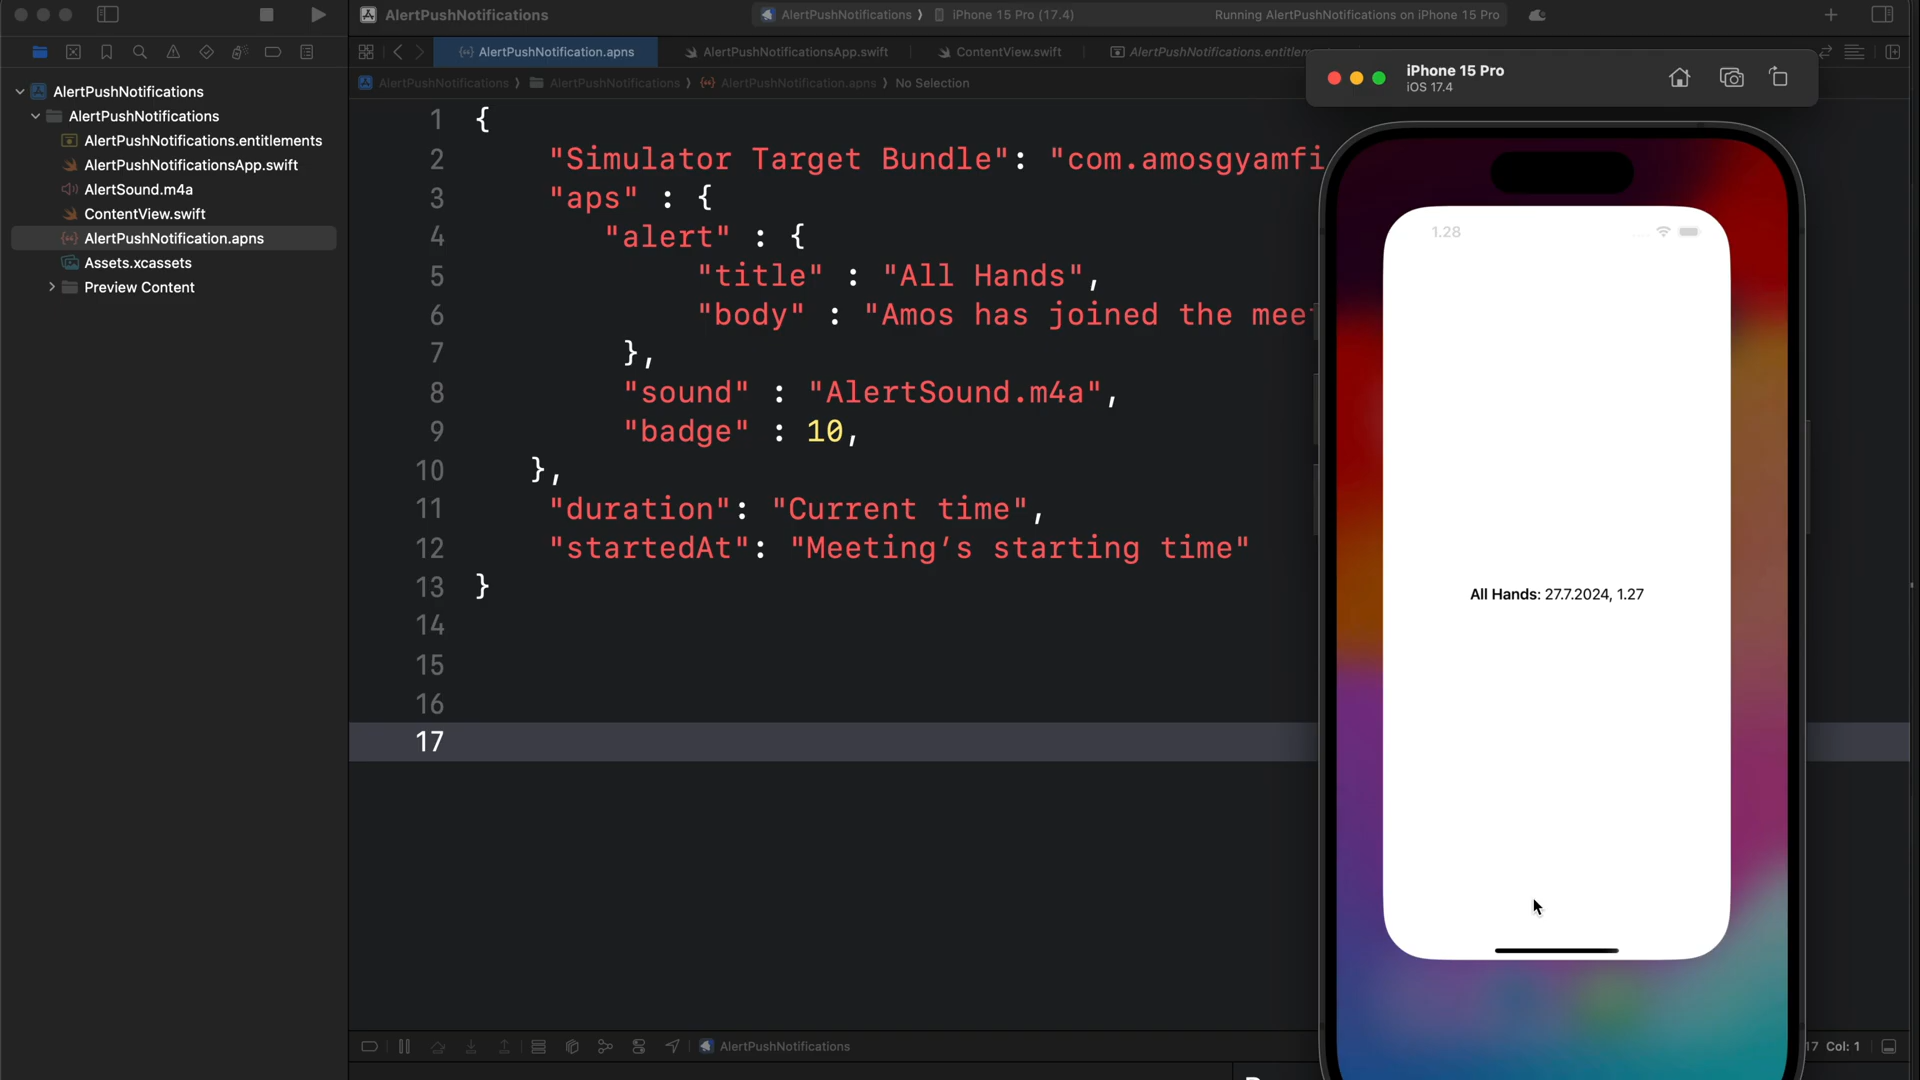 AlertPushNotifications
AlertPushNotifications ⟩ iPhone 15 Pro (17.4)
Running AlertPushNotifications on iPhone 15 Pro
AlertPushNotification.apns
AlertPushNotificationsApp.swift
ContentView.swift
AlertPushNotifications.entitlem
AlertPushNotifications ⟩ AlertPushNotifications ⟩ AlertPushNotification.apns ⟩ No Selection
AlertPushNotifications
AlertPushNotifications
AlertPushNotifications.entitlements
AlertPushNotificationsApp.swift
AlertSound.m4a
ContentView.swift
AlertPushNotification.apns
Assets.xcassets
Preview Content
1 {
2 "Simulator Target Bundle": "com.amosgyamfi
3 "aps" : {
4 "alert" : {
5 "title" : "All Hands",
6 "body" : "Amos has joined the mee
7 },
8 "sound" : "AlertSound.m4a",
9 "badge" : 10,
10 },
11 "duration": "Current time",
12 "startedAt": "Meeting’s starting time"
13 }
14
15
16
17
iPhone 15 Pro
iOS 17.4
1.28
All Hands: 27.7.2024, 1.27
AlertPushNotifications
17 Col: 1